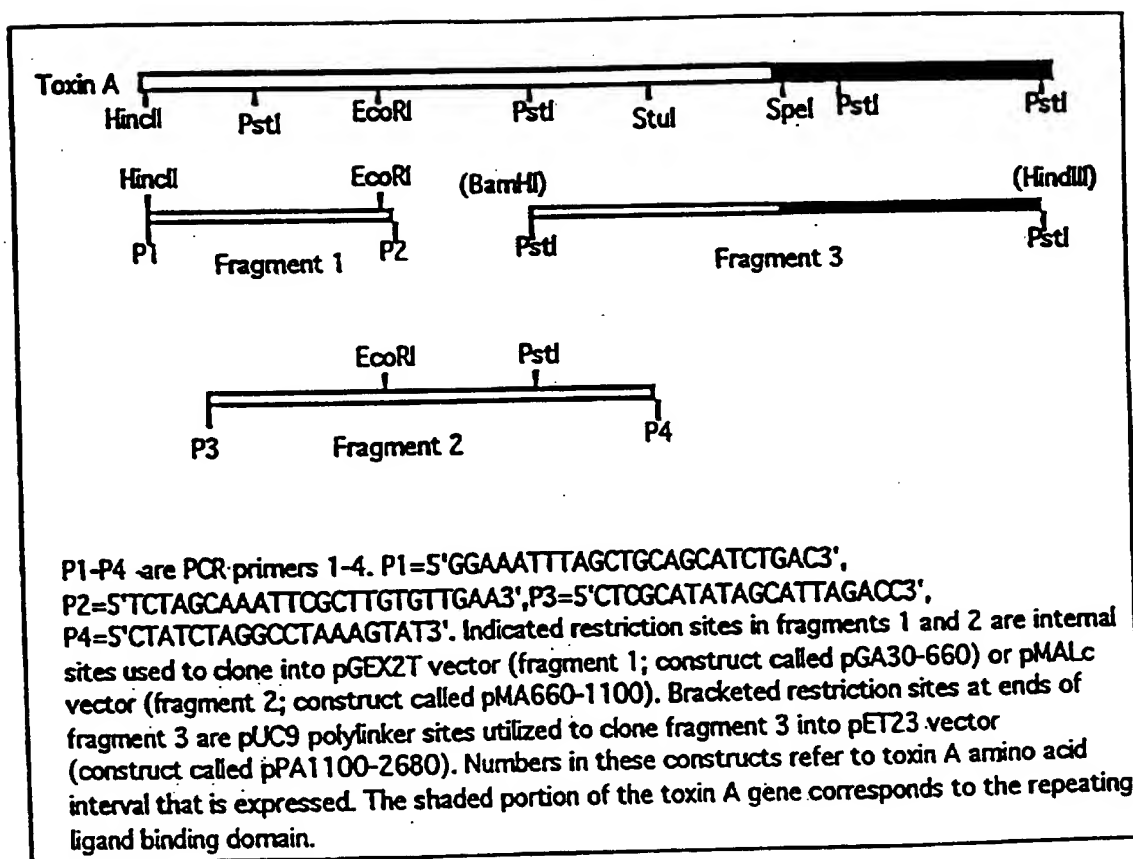 Toxin A
HincII PstI EcoRI PstI StuI SpeI PstI PstI
HincII EcoRI (BamHI) (HindIII)
P1 Fragment 1 P2 PstI Fragment 3 PstI
EcoRI PstI
P3 Fragment 2 P4
P1-P4 are PCR primers 1-4. P1=5'GGAAATTTAGCTGCAGCATCTGAC3',
P2=5'TCTAGCAAATTCGCTTGTGTTGAA3',P3=5'CTCGCATATAGCATTAGACC3',
P4=5'CTATCTAGGCCTAAAGTAT3'. Indicated restriction sites in fragments 1 and 2 are internal
sites used to clone into pGEX2T vector (fragment 1; construct called pGA30-660) or pMALc
vector (fragment 2; construct called pMA660-1100). Bracketed restriction sites at ends of
fragment 3 are pUC9 polylinker sites utilized to clone fragment 3 into pET23 vector
(construct called pPA1100-2680). Numbers in these constructs refer to toxin A amino acid
interval that is expressed. The shaded portion of the toxin A gene corresponds to the repeating
ligand binding domain.